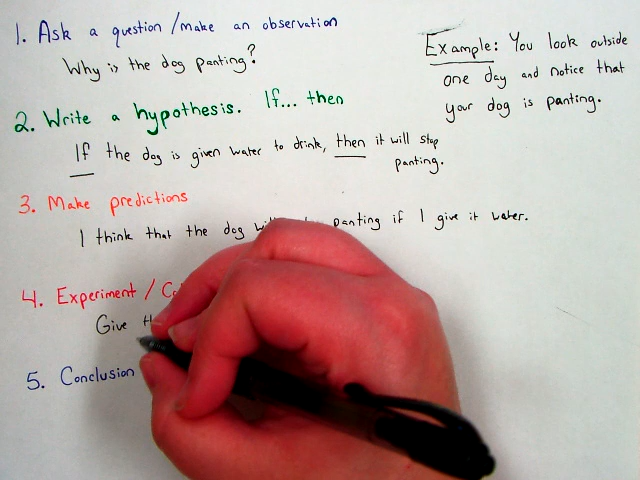 1. Ask a question / make an observation
Why is the dog panting?
Example: You look outside
one day and notice that
your dog is panting.
2. Write a hypothesis. If... then
If the dog is given water to drink, then it will stop
panting.
3. Make predictions
I think that the dog panting if I give it water.
4. Experiment /
Give
5. Conclusion